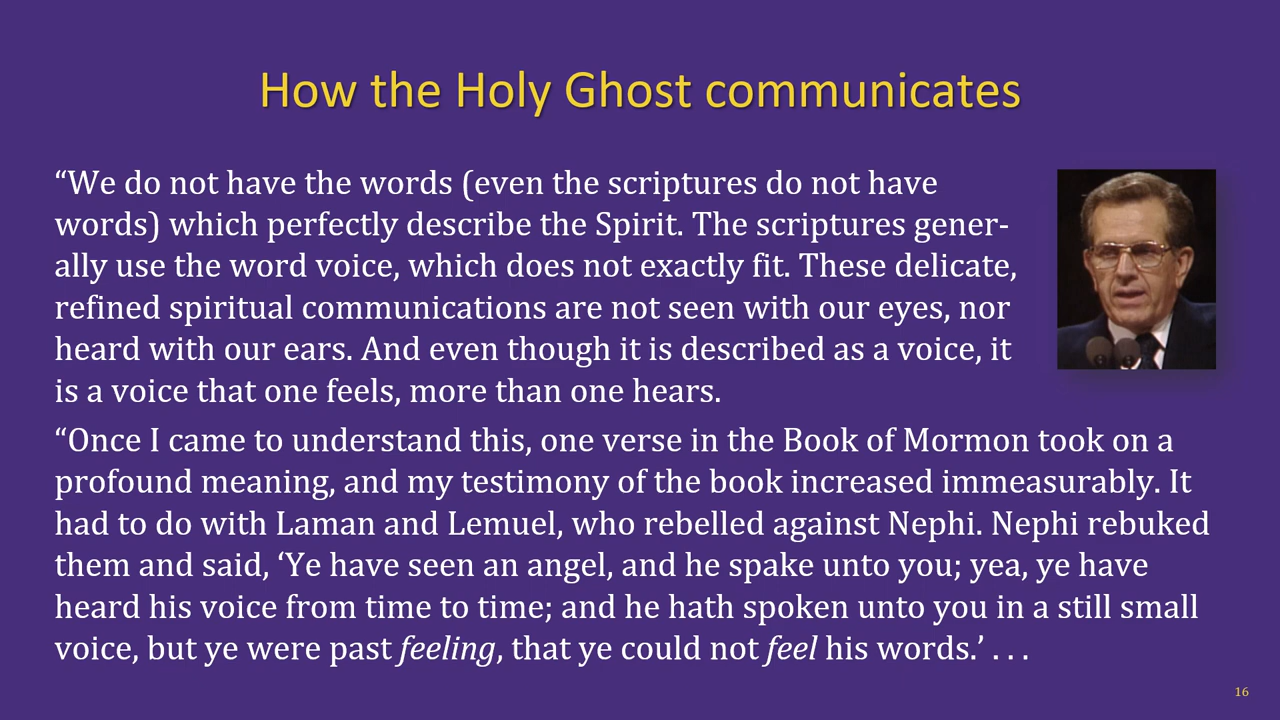 How the Holy Ghost communicates
“We do not have the words (even the scriptures do not have
words) which perfectly describe the Spirit. The scriptures gener-
ally use the word voice, which does not exactly fit. These delicate,
refined spiritual communications are not seen with our eyes, nor
heard with our ears. And even though it is described as a voice, it
is a voice that one feels, more than one hears.
“Once I came to understand this, one verse in the Book of Mormon took on a
profound meaning, and my testimony of the book increased immeasurably. It
had to do with Laman and Lemuel, who rebelled against Nephi. Nephi rebuked
them and said, ‘Ye have seen an angel, and he spake unto you; yea, ye have
heard his voice from time to time; and he hath spoken unto you in a still small
voice, but ye were past feeling, that ye could not feel his words.’ . . .
16